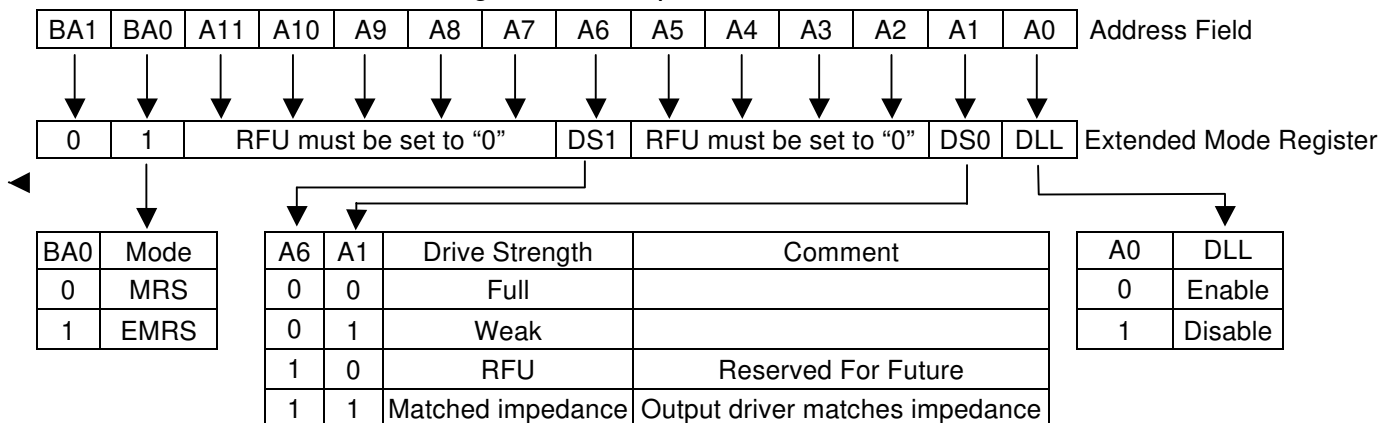 BA1 BA0 A11 A10 A9 A8 A7 A6 A5 A4 A3 A2 A1 A0 Address Field
0 1 RFU must be set to “0” DS1 RFU must be set to “0” DS0 DLL Extended Mode Register
BA0 Mode A6 A1 Drive Strength Comment A0 DLL
0 MRS 0 0 Full 0 Enable
1 EMRS 0 1 Weak 1 Disable
1 0 RFU Reserved For Future
1 1 Matched impedance Output driver matches impedance